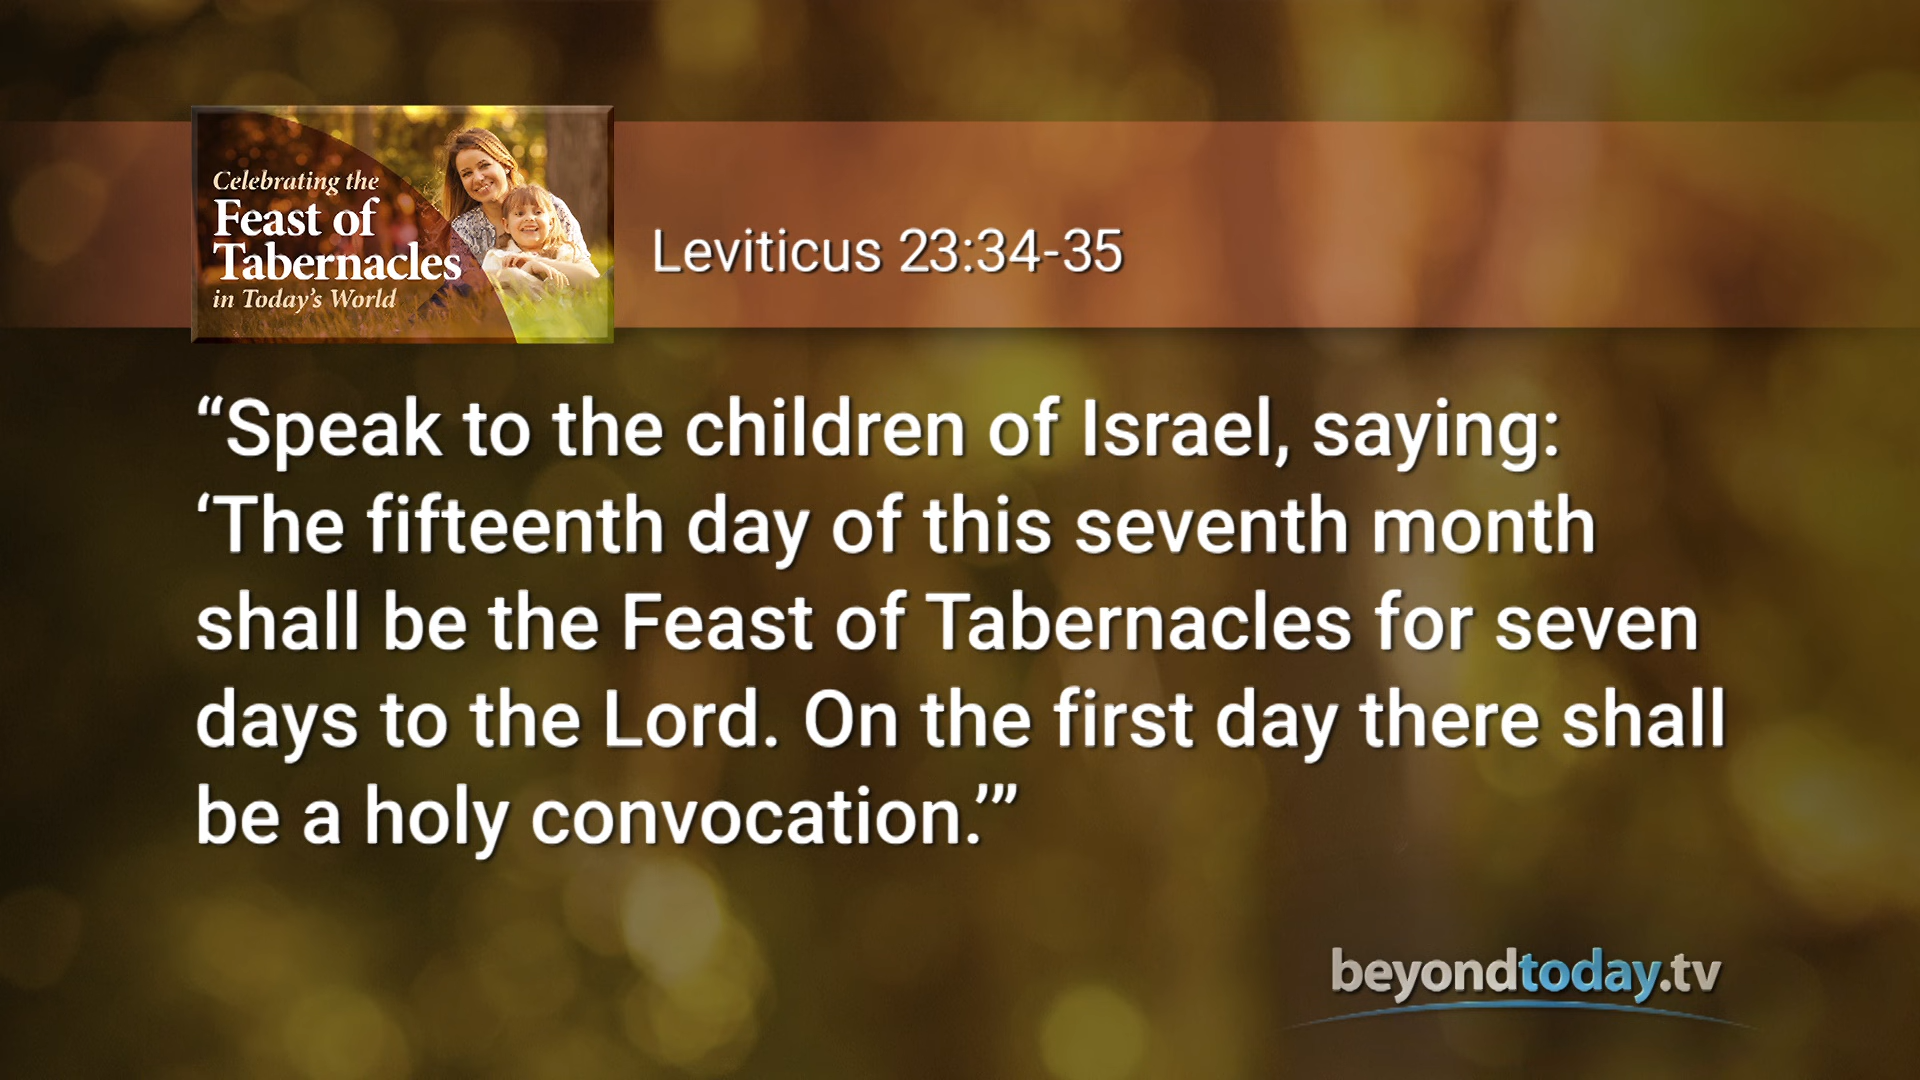 Celebrating the
Feast of
Tabernacles
in Today’s World
Leviticus 23:34-35
“Speak to the children of Israel, saying:
‘The fifteenth day of this seventh month
shall be the Feast of Tabernacles for seven
days to the Lord. On the first day there shall
be a holy convocation.’”
beyondtoday.tv